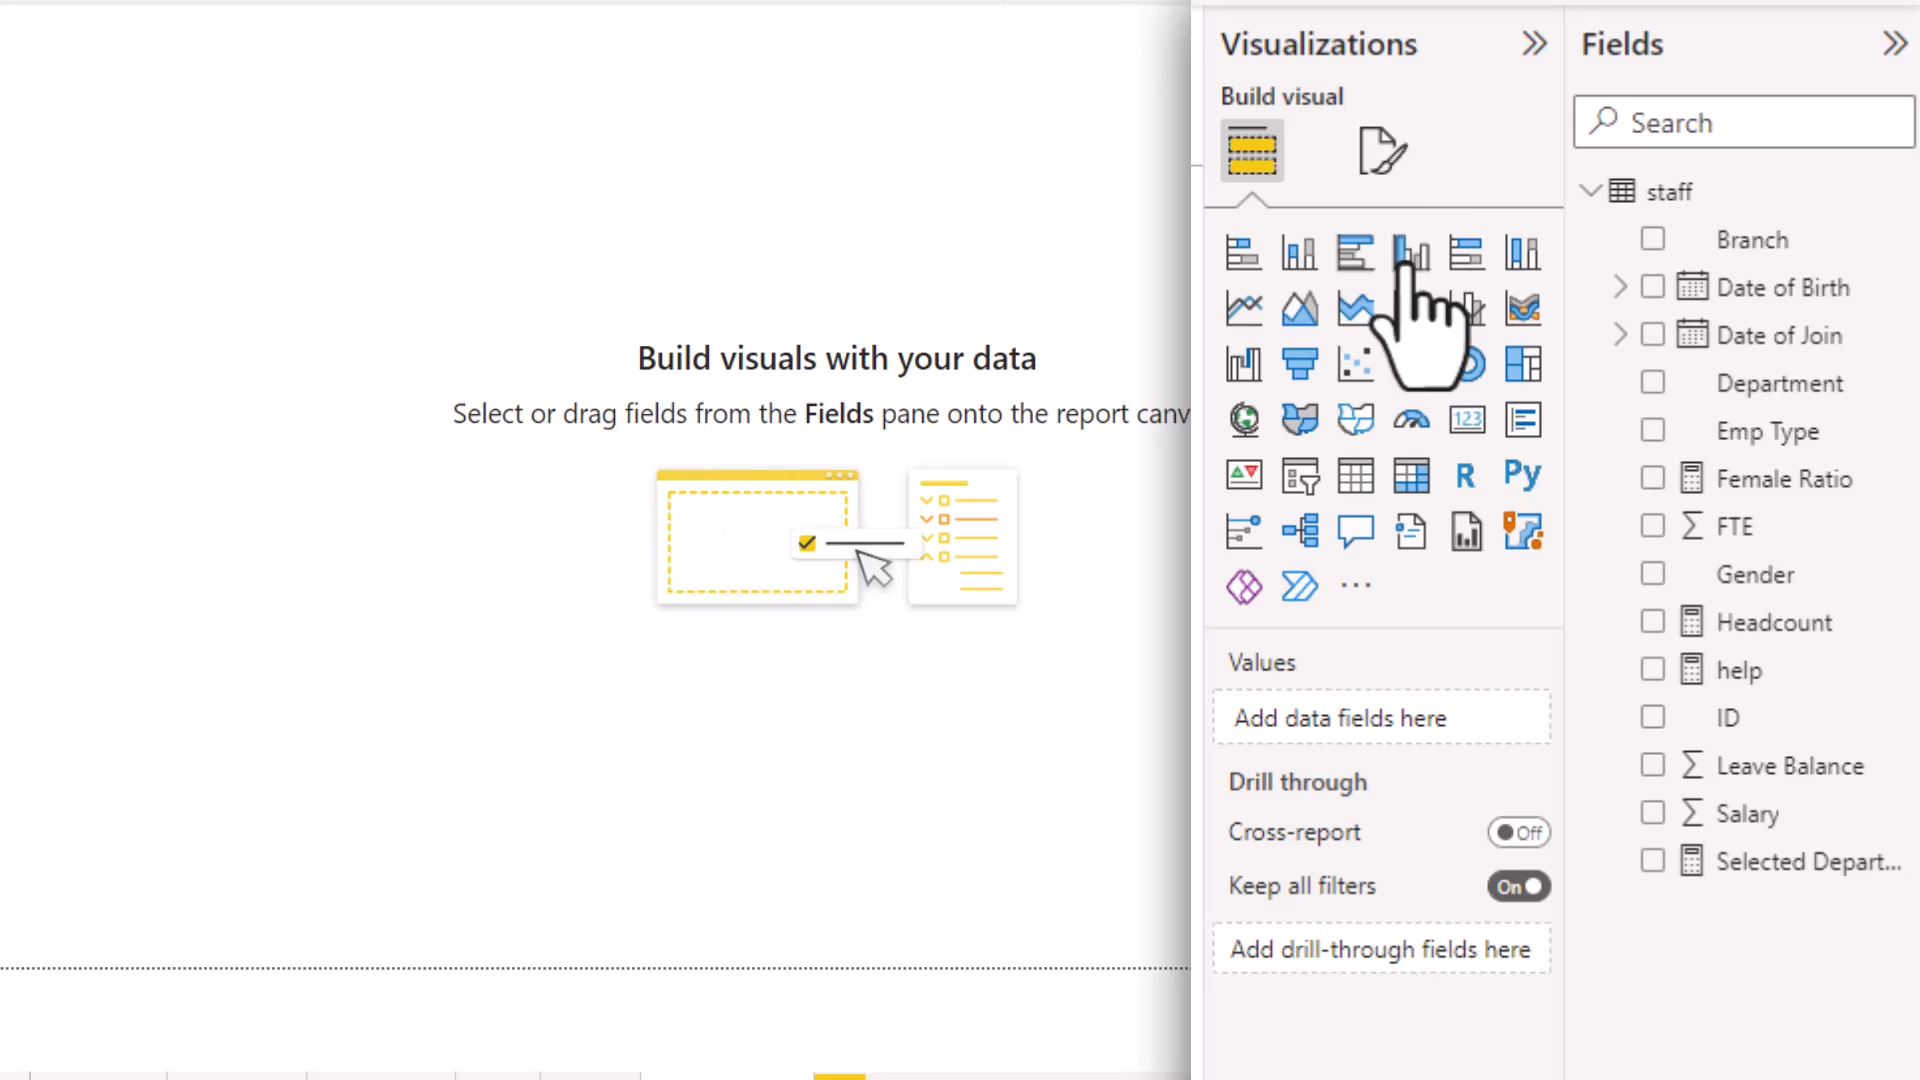 Build visuals with your data
Select or drag fields from the Fields pane onto the report canv
Visualizations
Build visual
123
R
Py
Values
Add data fields here
Drill through
Cross-report
Off
Keep all filters
On
Add drill-through fields here
Fields
Search
staff
Branch
Date of Birth
Date of Join
Department
Emp Type
Female Ratio
FTE
Gender
Headcount
help
ID
Leave Balance
Salary
Selected Depart...